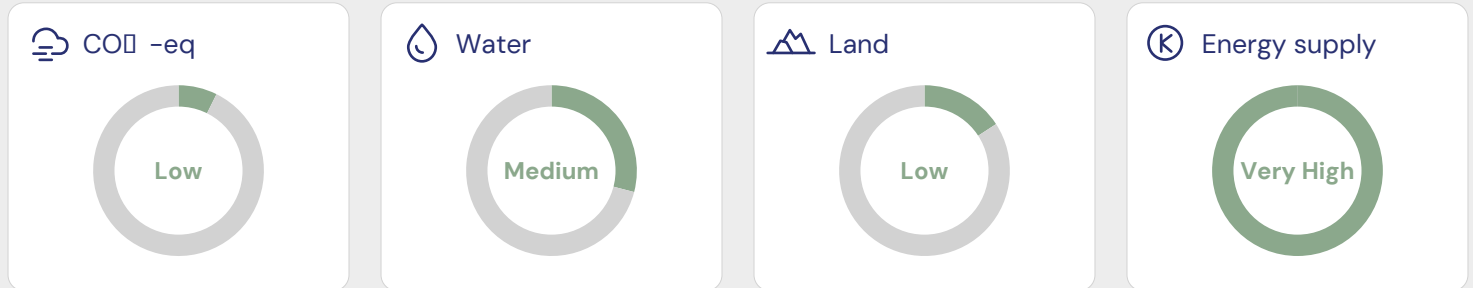 CO▯ -eq
Low
Water
Medium
Land
Low
Energy supply
Very High